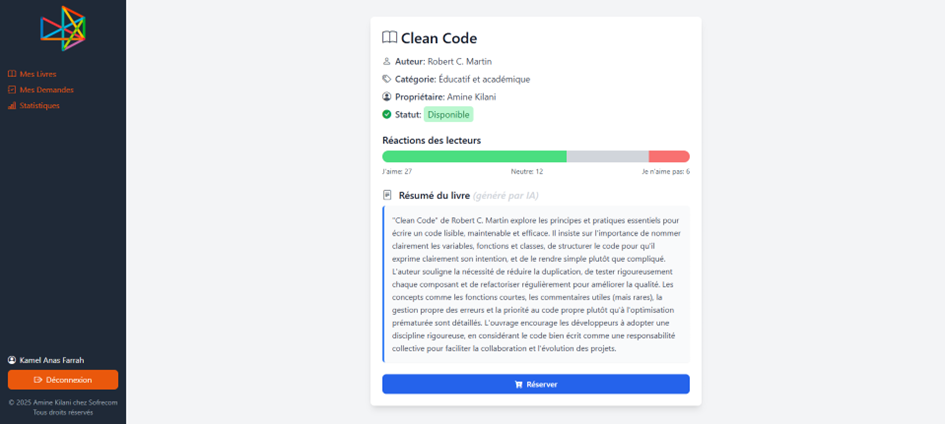 Mes Livres
Mes Demandes
Statistiques
Kamel Anas Farrah
Déconnexion
© 2025 Amine Kilani chez Sofrecom
Tous droits réservés
Clean Code
Auteur: Robert C. Martin
Catégorie: Éducatif et académique
Propriétaire: Amine Kilani
Statut: Disponible
Réactions des lecteurs
J'aime: 27 Neutre: 12 Je n'aime pas: 6
Résumé du livre (généré par IA)
"Clean Code" de Robert C. Martin explore les principes et pratiques essentiels pour
écrire un code lisible, maintenable et efficace. Il insiste sur l'importance de nommer
clairement les variables, fonctions et classes, de structurer le code pour qu'il
exprime clairement son intention, et de le rendre simple plutôt que compliqué.
L'auteur souligne la nécessité de réduire la duplication, de tester rigoureusement
chaque composant et de refactoriser régulièrement pour améliorer la qualité. Les
concepts comme les fonctions courtes, les commentaires utiles (mais rares), la
gestion propre des erreurs et la priorité au code propre plutôt qu'à l'optimisation
prématurée sont détaillés. L'ouvrage encourage les développeurs à adopter une
discipline rigoureuse, en considérant le code bien écrit comme une responsabilité
collective pour faciliter la collaboration et l'évolution des projets.
Réserver